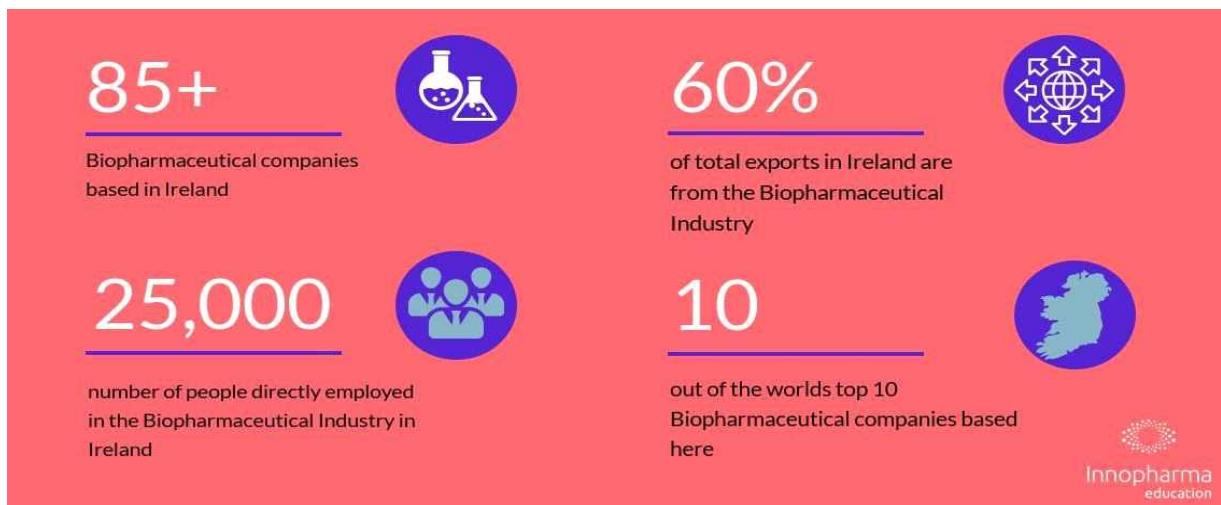 85+
Biopharmaceutical companies
based in Ireland
60%
of total exports in Ireland are
from the Biopharmaceutical
Industry
25,000
number of people directly employed
in the Biopharmaceutical Industry in
Ireland
10
out of the worlds top 10
Biopharmaceutical companies based
here
Innopharma
education